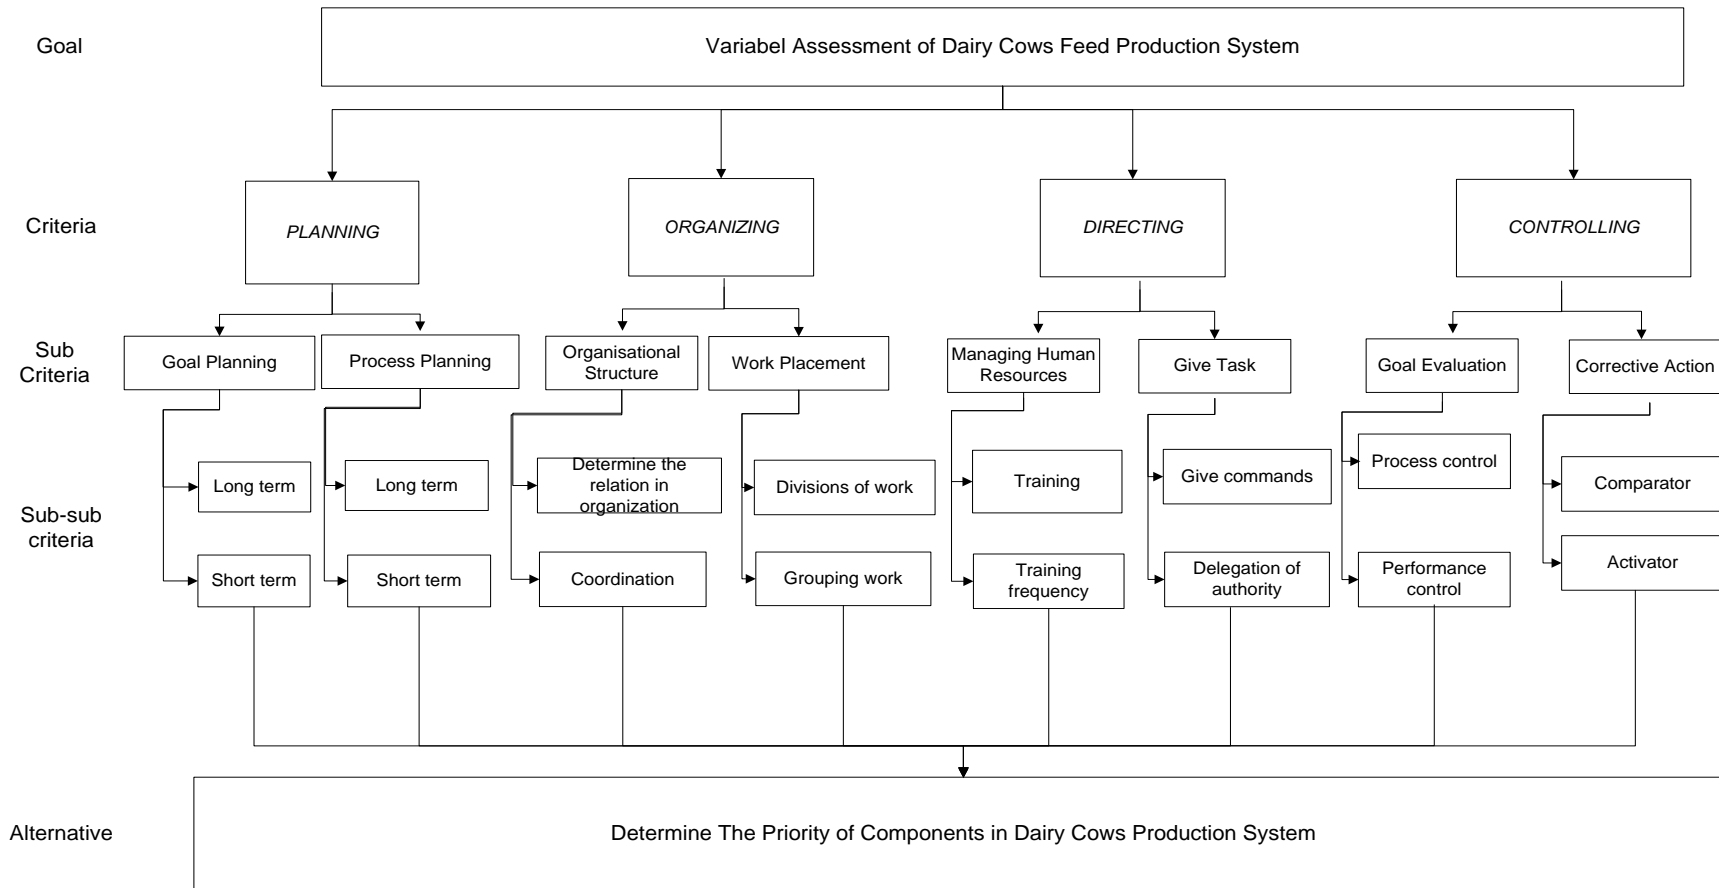 Goal
Variabel Assessment of Dairy Cows Feed Production System
Criteria
PLANNING
ORGANIZING
DIRECTING
CONTROLLING
Sub
Criteria
Goal Planning
Process Planning
Organisational
Structure
Work Placement
Managing Human
Resources
Give Task
Goal Evaluation
Corrective Action
Sub-sub
criteria
Long term
Long term
Determine the
relation in
organization
Divisions of work
Training
Give commands
Process control
Comparator
Short term
Short term
Coordination
Grouping work
Training
frequency
Delegation of
authority
Performance
control
Activator
Alternative
Determine The Priority of Components in Dairy Cows Production System